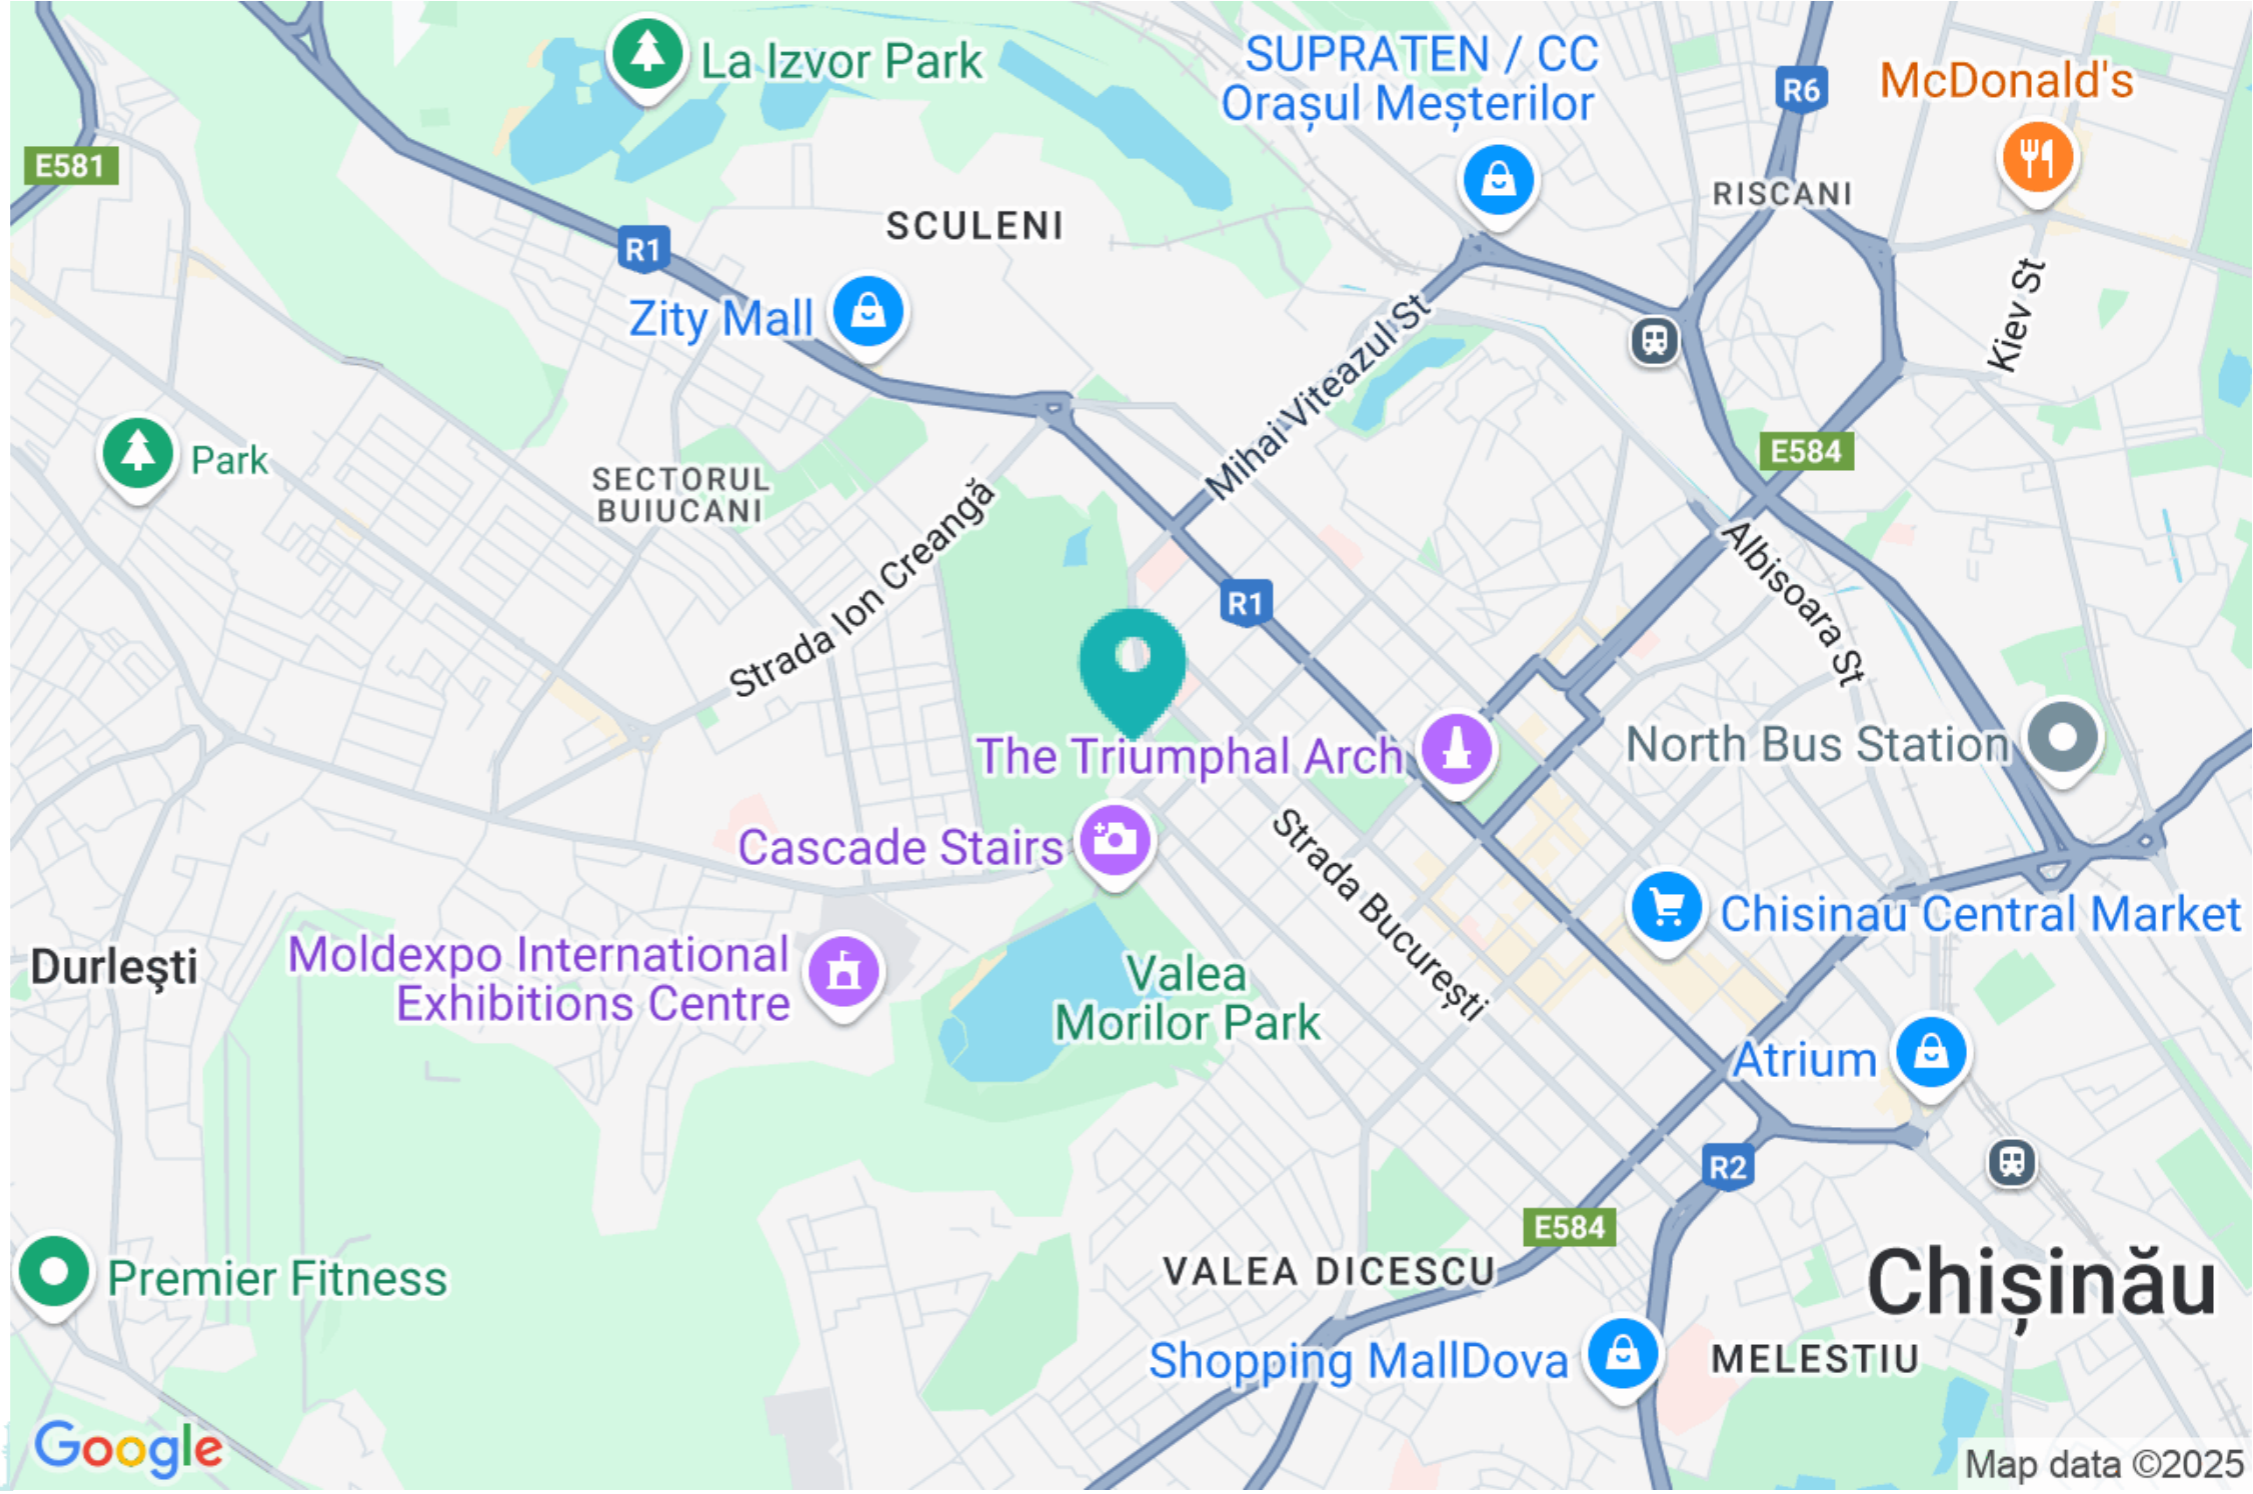 La Izvor Park
SUPRATEN / CC
Orașul Meșterilor
R6
McDonald's
E581
RISCANI
SCULENI
R1
Zity Mall
Mihai Viteazul St
Kiev St
Park
SECTORUL
BUIUCANI
E584
Strada Ion Creangă
R1
Albisoara St
The Triumphal Arch
North Bus Station
Cascade Stairs
Strada București
Chisinau Central Market
Durleşti
Moldexpo International
Exhibitions Centre
Valea
Morilor Park
Atrium
R2
E584
Premier Fitness
VALEA DICESCU
Chișinău
Shopping MallDova
MELESTIU
Google
Map data ©2025